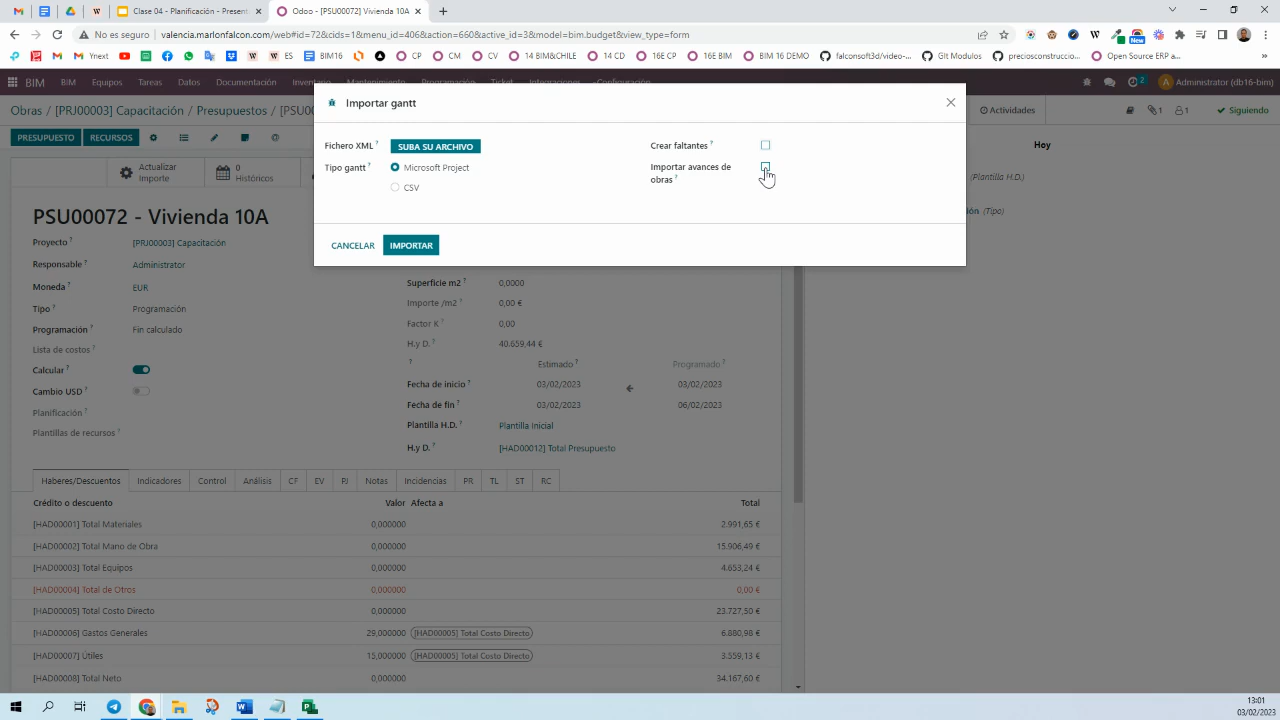 Clase 04 - Planificación - Present
Odoo - [PSU00072] Vivienda 10A
No es seguro
valencia.marlonfalcon.com/web#id=72&cids=1&menu_id=406&action=660&active_id=3&model=bim.budget&view_type=form
Ynext
BIM16
W
ES
CP
CM
CV
14 BIM&CHILE
16E CP
16E BIM
BIM 16 DEMO
falconsoft3d/video-...
GIt Modulos
preciosconstruccio...
Open Source ERP...
BIM
BIM
Equipos
Tareas
Datos
Documentación
Inventario
Mantenimiento
Programación
Ticket
Integraciones
Configuración
2
A
Administrator (db16-bim)
Obras / [PRJ00003] Capacitación / Presupuestos / [PSU
Actividades
1
1
Siguiendo
PRESUPUESTO
RECURSOS
Importar gantt
Fichero XML ?
SUBA SU ARCHIVO
Crear faltantes ?
Tipo gantt ?
Microsoft Project
Importar avances de
obras ?
CSV
CANCELAR
IMPORTAR
Hoy
(Plantilla H.D.)
ión (Tipo)
Actualizar
Importe
0
Históricos
PSU00072 - Vivienda 10A
Proyecto ?
[PRJ00003] Capacitación
Responsable ?
Administrator
Moneda ?
EUR
Tipo ?
Programación
Programación ?
Fin calculado
Lista de costos ?
Calcular ?
Cambio USD ?
Planificación ?
Plantillas de recursos ?
Superficie m2 ?
0,0000
Importe /m2 ?
0,00 €
Factor K ?
0,00
H.y D. ?
40.659,44 €
?
Estimado ?
Programado ?
Fecha de inicio ?
03/02/2023
03/02/2023
Fecha de fin ?
03/02/2023
06/02/2023
Plantilla H.D. ?
Plantilla Inicial
H.y D. ?
[HAD00012] Total Presupuesto
Haberes/Descuentos
Indicadores
Control
Análisis
CF
EV
PJ
Notas
Incidencias
PR
TL
ST
RC
Crédito o descuento
Valor
Afecta a
Total
[HAD00001] Total Materiales
0,000000
2.991,65 €
[HAD00002] Total Mano de Obra
0,000000
15.906,49 €
[HAD00003] Total Equipos
0,000000
4.653,24 €
[HAD00004] Total de Otros
0,000000
0,00 €
[HAD00005] Total Costo Directo
0,000000
23.727,50 €
[HAD00006] Gastos Generales
29,000000
[HAD00005] Total Costo Directo
6.880,98 €
[HAD00007] Útiles
15,000000
[HAD00005] Total Costo Directo
3.559,13 €
[HAD00008] Total Neto
0,000000
34.167,60 €
13:01
03/02/2023